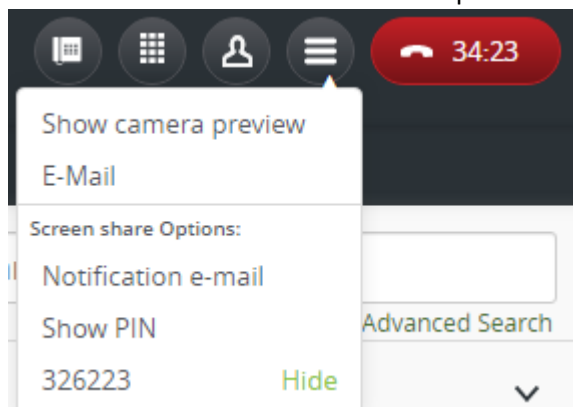 34:23
Show camera preview
E-Mail
Screen share Options:
Notification e-mail
Show PIN
Advanced Search
326223 Hide